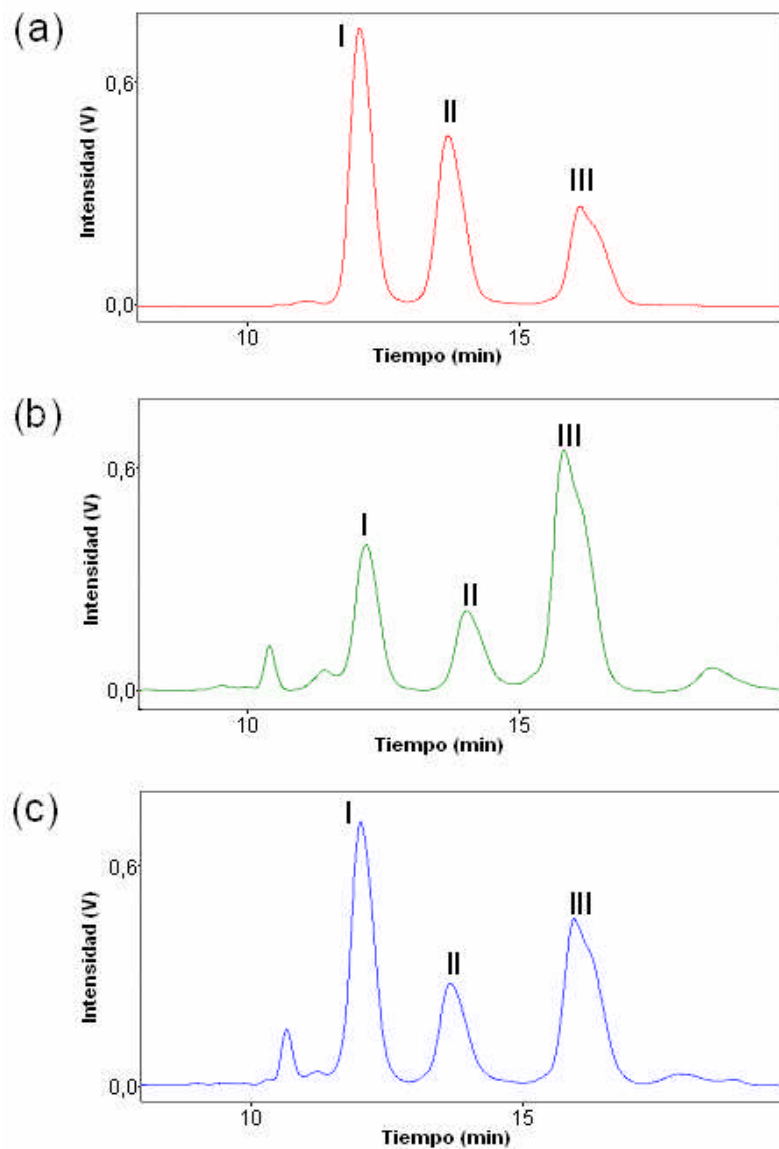 (a)
I
II
III
0,6
0,0
Intensidad (V)
10
15
Tiempo (min)
(b)
I
II
III
0,6
0,0
Intensidad (V)
10
15
Tiempo (min)
(c)
I
II
III
0,6
0,0
Intensidad (V)
10
15
Tiempo (min)